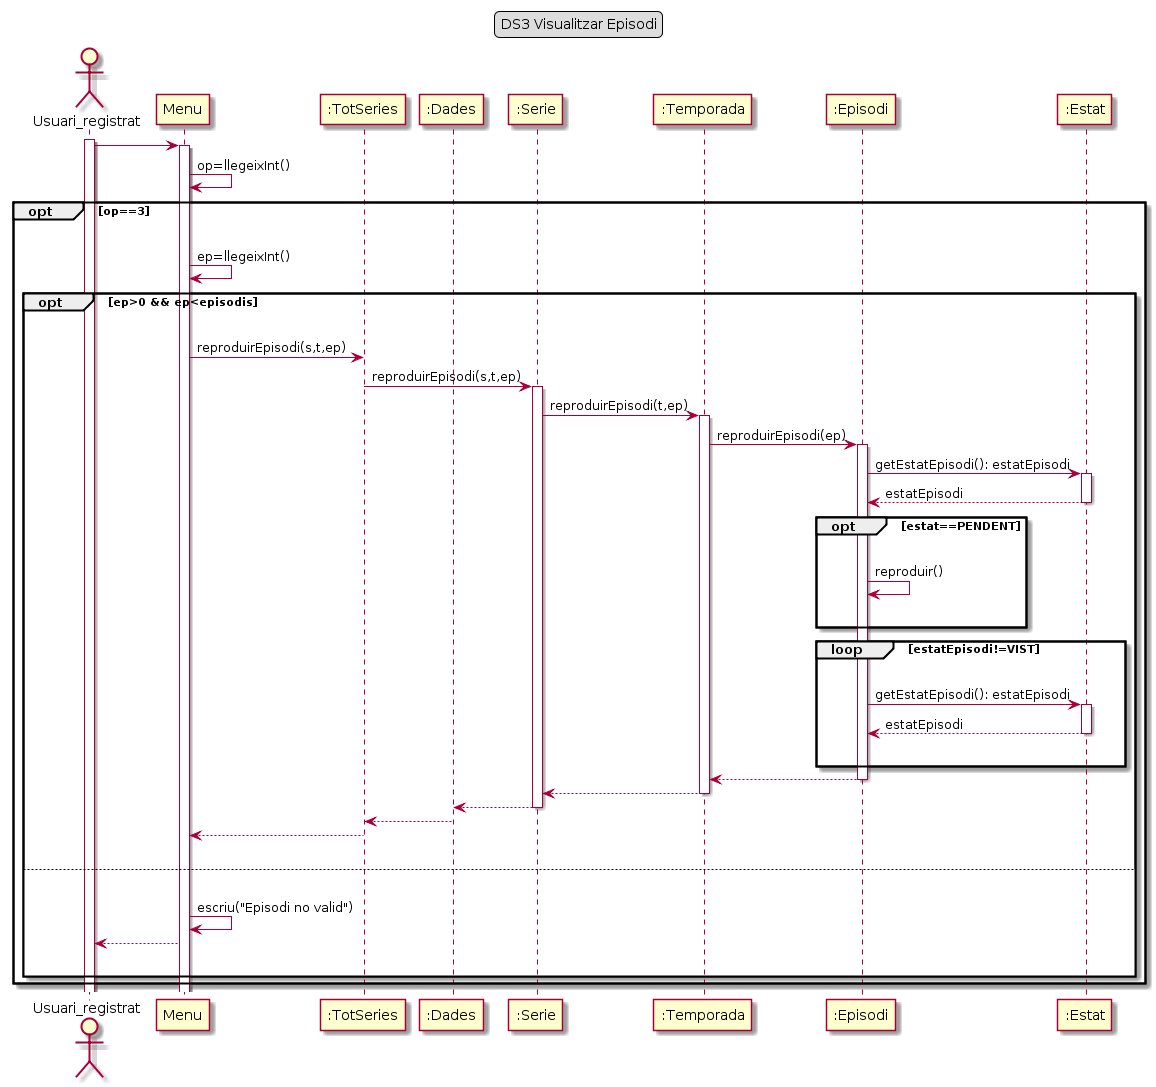 DS3 Visualitzar Episodi
Usuari_registrat
Menu
:TotSeries
:Dades
:Serie
:Temporada
:Episodi
:Estat
op=llegeixInt()
opt [op==3]
ep=llegeixInt()
opt [ep>0 && ep<episodis]
reproduirEpisodi(s,t,ep)
reproduirEpisodi(s,t,ep)
reproduirEpisodi(t,ep)
reproduirEpisodi(ep)
getEstatEpisodi(): estatEpisodi
estatEpisodi
opt [estat==PENDENT]
reproduir()
loop [estatEpisodi!=VIST]
getEstatEpisodi(): estatEpisodi
estatEpisodi
escriu("Episodi no valid")
Usuari_registrat
Menu
:TotSeries
:Dades
:Serie
:Temporada
:Episodi
:Estat